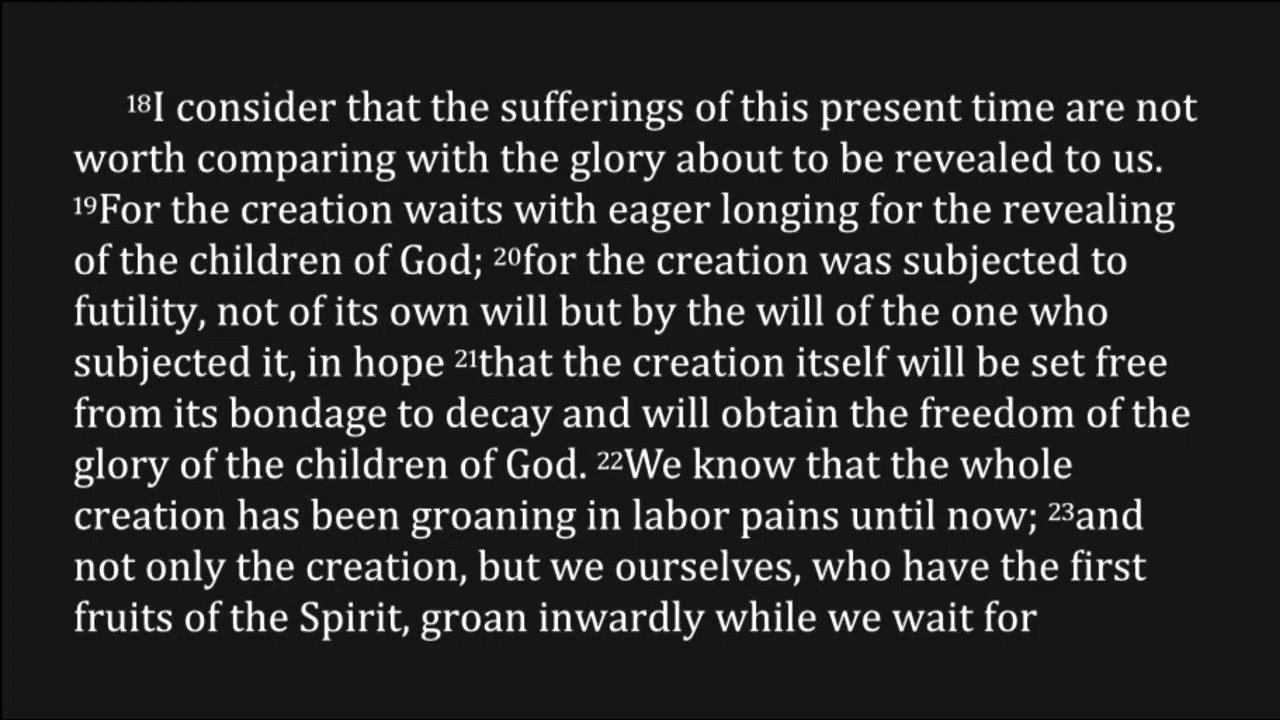 18I consider that the sufferings of this present time are not
worth comparing with the glory about to be revealed to us.
19For the creation waits with eager longing for the revealing
of the children of God; 20for the creation was subjected to
futility, not of its own will but by the will of the one who
subjected it, in hope 21that the creation itself will be set free
from its bondage to decay and will obtain the freedom of the
glory of the children of God. 22We know that the whole
creation has been groaning in labor pains until now; 23and
not only the creation, but we ourselves, who have the first
fruits of the Spirit, groan inwardly while we wait for